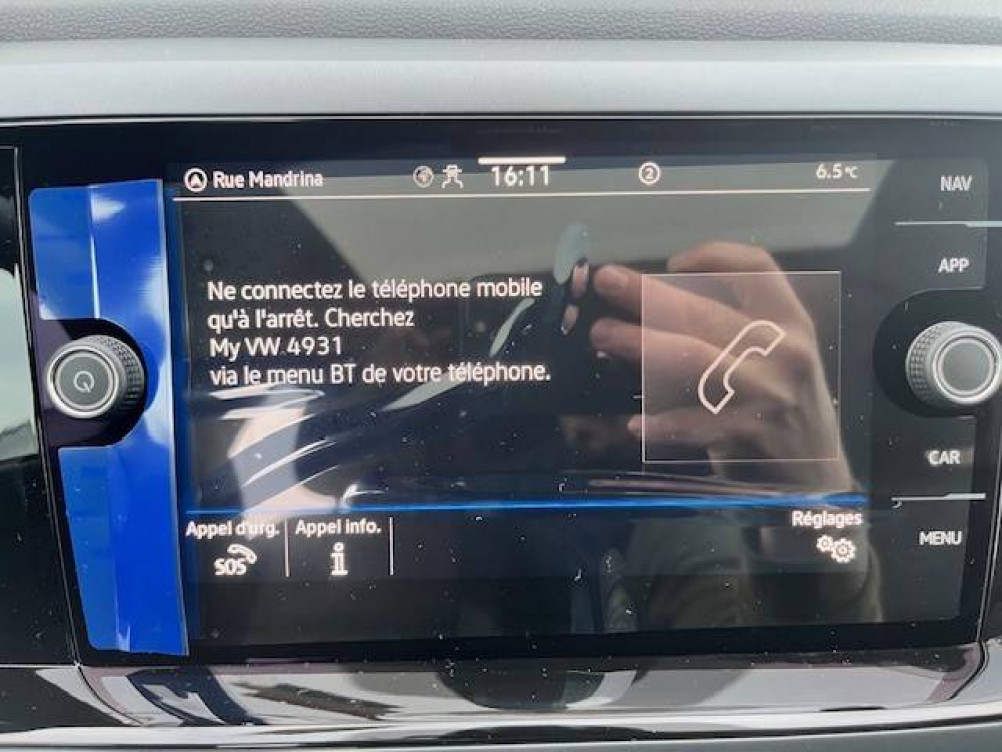 Rue Mandrina 16:11 2 6.5°C
NAV
APP
Ne connectez le téléphone mobile
qu'à l'arrêt. Cherchez
My VW 4931
via le menu BT de votre téléphone.
CAR
MENU
Appel d'urg. Appel info. Réglages
SOS i